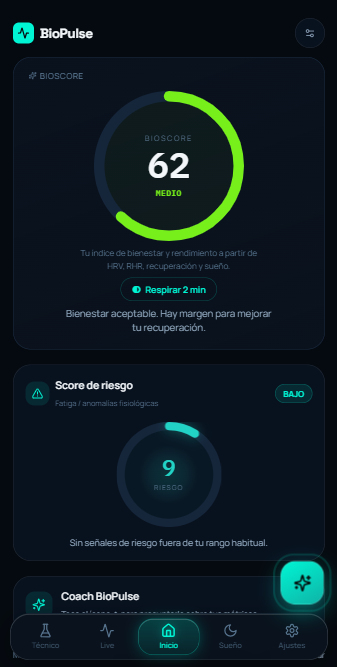 BioPulse
BIOSCORE
BIOSCORE
62
MEDIO
Tu índice de bienestar y rendimiento a partir de
HRV, RHR, recuperación y sueño.
Respirar 2 min
Bienestar aceptable. Hay margen para mejorar
tu recuperación.
Score de riesgo
Fatiga / anomalías fisiológicas
BAJO
9
RIESGO
Sin señales de riesgo fuera de tu rango habitual.
Coach BioPulse
Técnico
Live
Inicio
Sueño
Ajustes